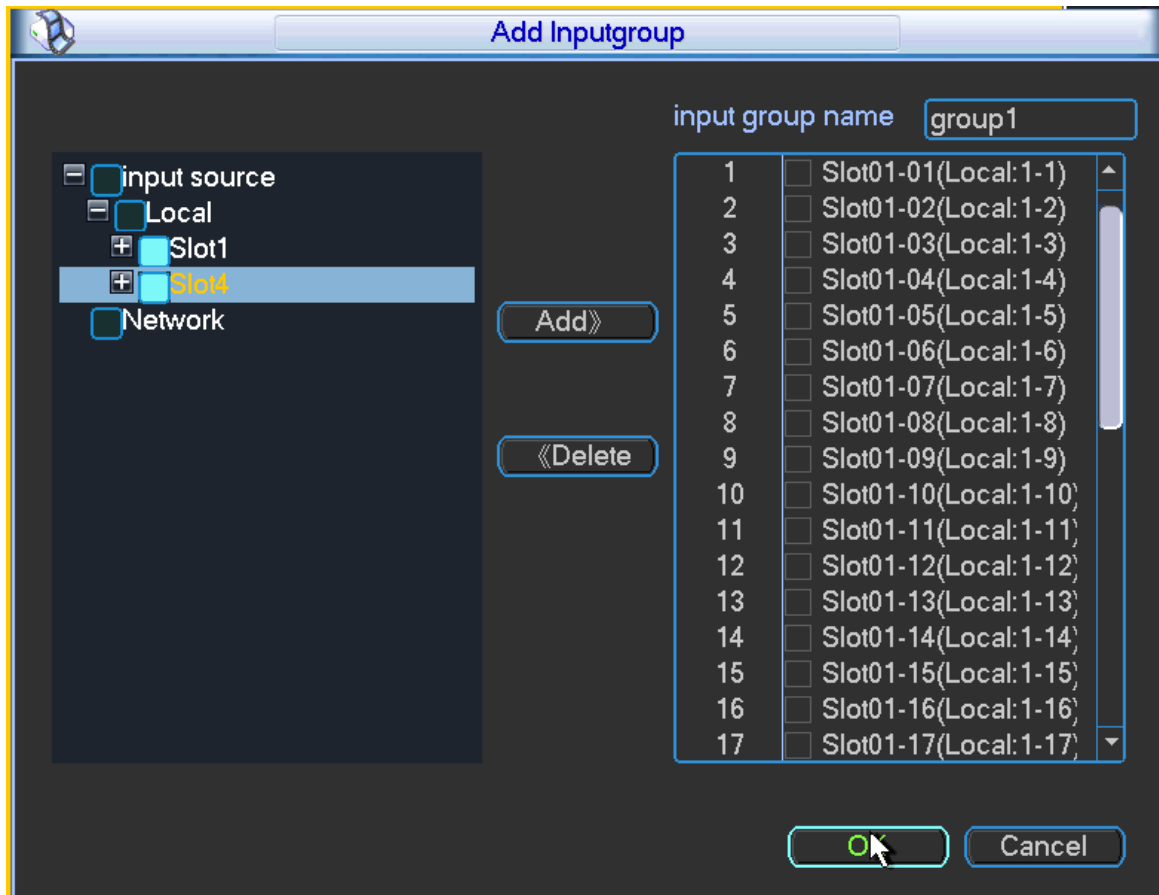 Add Inputgroup
input group name group1
input source
Local
Slot1
Slot4
Network
Add》
《Delete
1 Slot01-01(Local:1-1)
2 Slot01-02(Local:1-2)
3 Slot01-03(Local:1-3)
4 Slot01-04(Local:1-4)
5 Slot01-05(Local:1-5)
6 Slot01-06(Local:1-6)
7 Slot01-07(Local:1-7)
8 Slot01-08(Local:1-8)
9 Slot01-09(Local:1-9)
10 Slot01-10(Local:1-10)
11 Slot01-11(Local:1-11)
12 Slot01-12(Local:1-12)
13 Slot01-13(Local:1-13)
14 Slot01-14(Local:1-14)
15 Slot01-15(Local:1-15)
16 Slot01-16(Local:1-16)
17 Slot01-17(Local:1-17)
OK Cancel